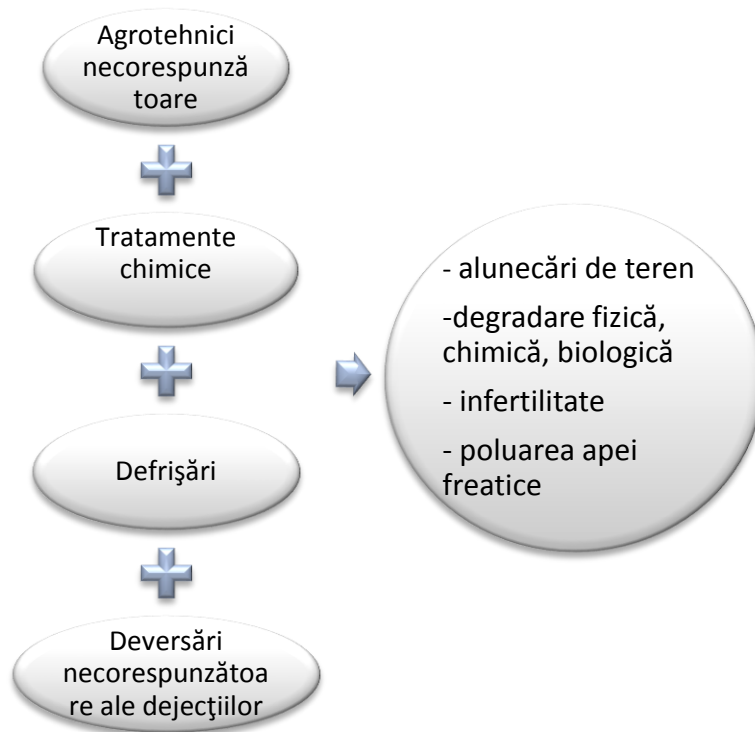 Agrotehnici
necorespunză
toare
Tratamente
chimice
Defrişări
Deversări
necorespunzătoa
re ale dejecţiilor
- alunecări de teren
-degradare fizică,
chimică, biologică
- infertilitate
- poluarea apei
freatice